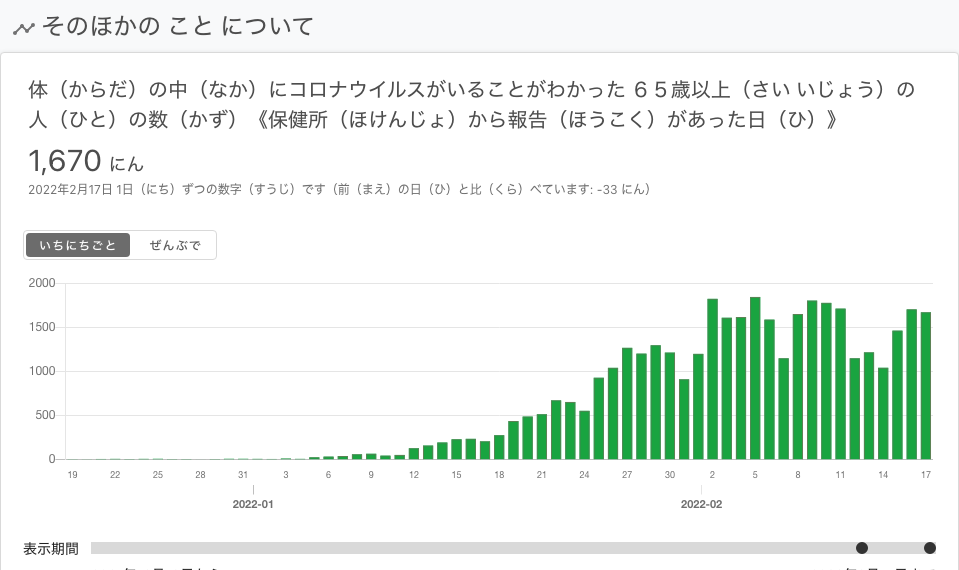 そのほかの こと について
体（からだ）の中（なか）にコロナウイルスがいることがわかった ６５歳以上（さい いじょう）の
人（ひと）の数（かず）《保健所（ほけんじょ）から報告（ほうこく）があった日（ひ）》
1,670 にん
2022年2月17日 1日（にち）ずつの数字（すうじ）です（前（まえ）の日（ひ）と比（くら）べています: -33 にん）
いちにちごと ぜんぶで
2000
1500
1000
500
0
19 22 25 28 31 3 6 9 12 15 18 21 24 27 30 2 5 8 11 14 17
2022-01 2022-02
表示期間